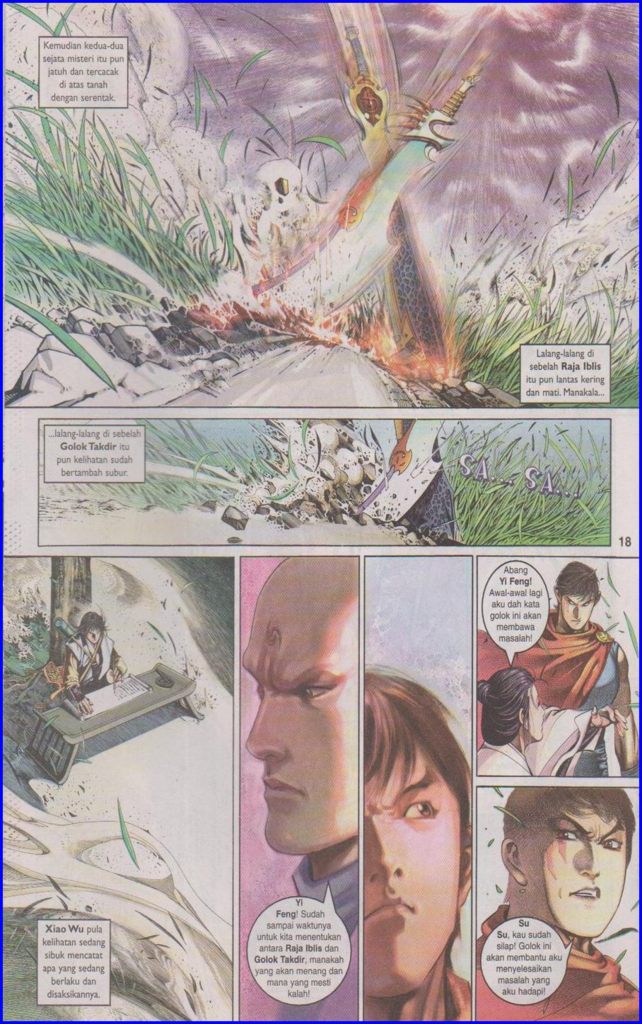 Kemudian kedua-dua
sejata misteri itu pun
jatuh dan tercacak
di atas tanah
dengan serentak.
Lalang-lalang di
sebelah Raja Iblis
itu pun lantas kering
dan mati. Manakala...
...lalang-lalang di sebelah
Golok Takdir itu
pun kelihatan sudah
bertambah subur.
SA... SA...
18
Xiao Wu pula
kelihatan sedang
sibuk mencatat
apa yang sedang
berlaku dan
disaksikannya.
Yi
Feng! Sudah
sampai waktunya
untuk kita menentukan
antara Raja Iblis dan
Golok Takdir, manakah
yang akan menang dan
mana yang mesti
kalah!
Abang
Yi Feng!
Awal-awal lagi
aku dah kata
golok ini akan
membawa
masalah!
Su
Su, kau sudah
silap! Golok ini
akan membantu aku
menyelesaikan
masalah yang
aku hadapi!